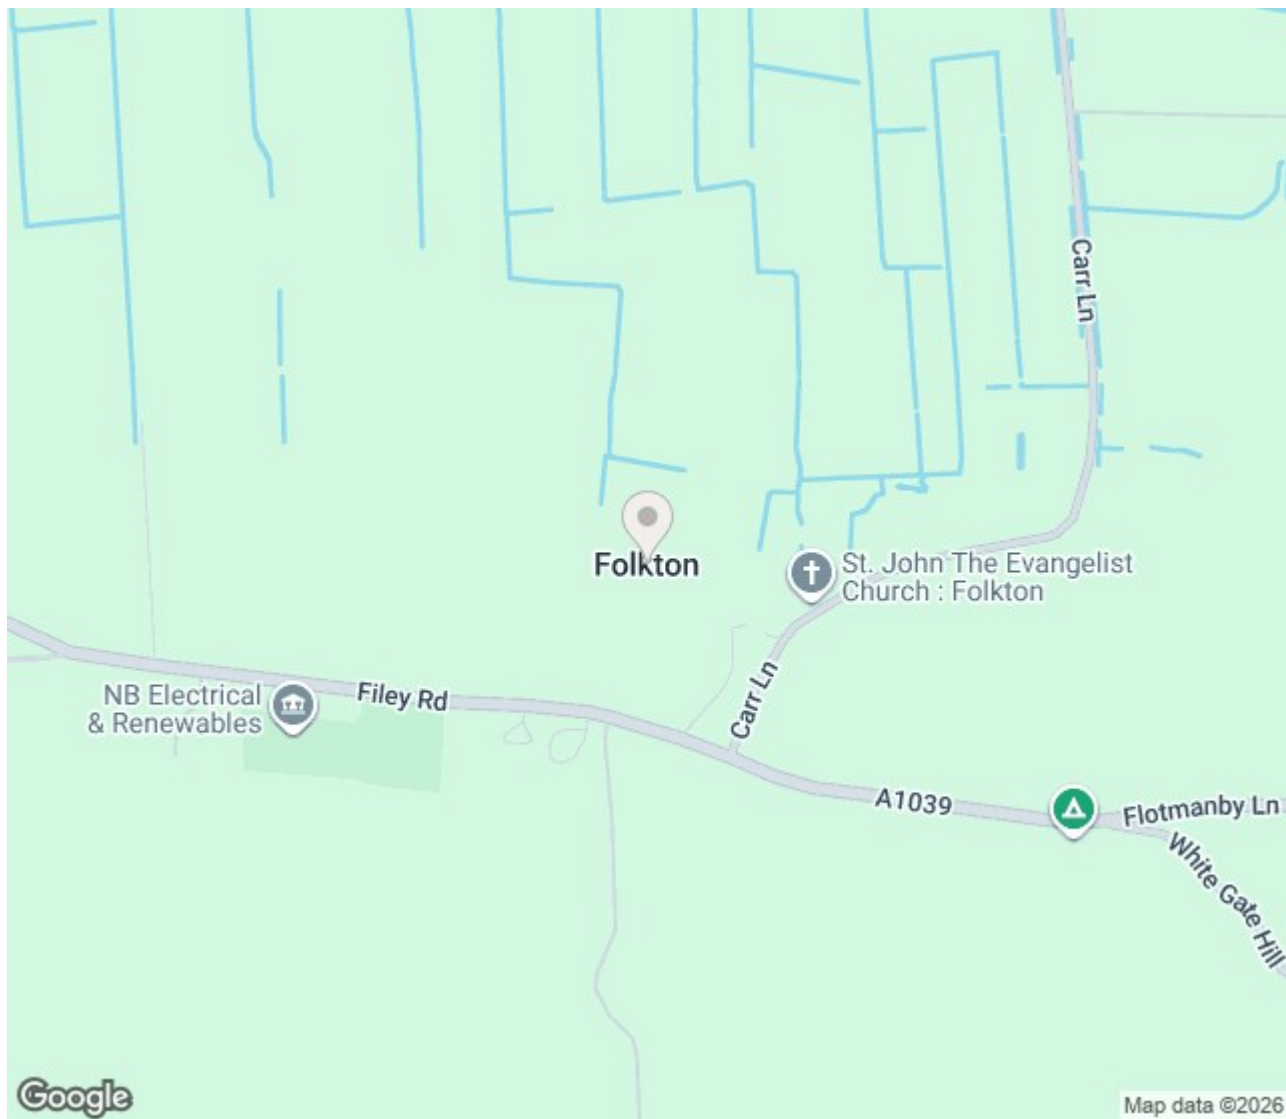 Carr Ln
Folkton
St. John The Evangelist
Church : Folkton
NB Electrical
& Renewables
Filey Rd
Carr Ln
A1039
Flotmanby Ln
White Gate Hill
Google
Map data ©2026